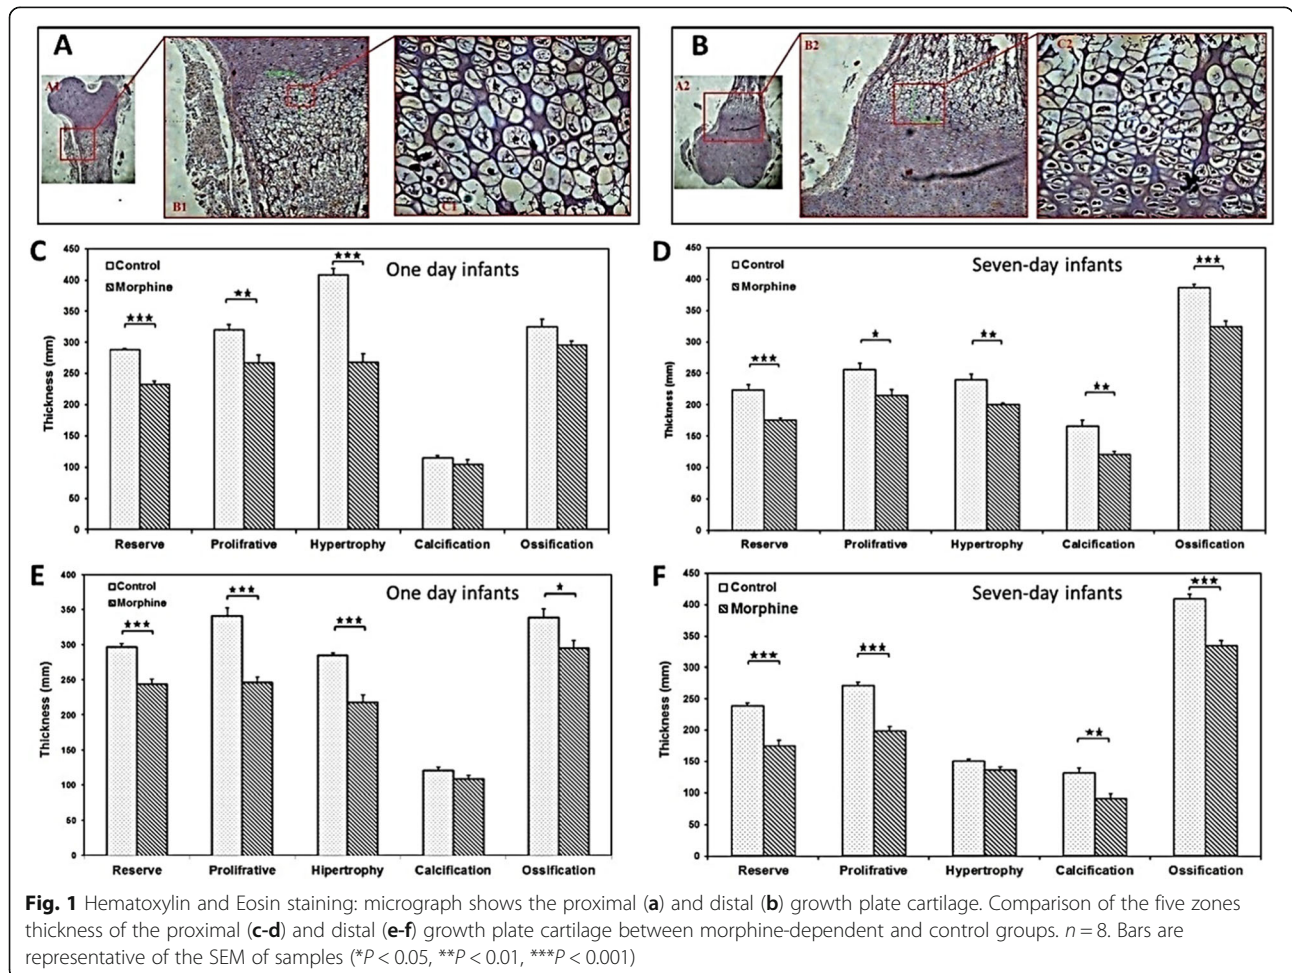 A
B
A1
B1
C1
A2
B2
C2
C
One day infants
Control
Morphine
★★★
★★
★★★
Thickness (mm)
450
400
350
300
250
200
150
100
50
0
Reserve
Prolifrative
Hypertrophy
Calcification
Ossification
D
Seven-day infants
Control
Morphine
★★★
★
★★
★★
★★★
Thickness (mm)
450
400
350
300
250
200
150
100
50
0
Reserve
Prolifrative
Hypertrophy
Calcification
Ossification
E
One day infants
Control
Morphine
★★★
★★★
★★★
★
Thickness (mm)
400
350
300
250
200
150
100
50
0
Reserve
Prolifrative
Hipertrophy
Calcification
Ossification
F
Seven-day infants
Control
Morphine
★★★
★★★
★★
★★★
Thickness (mm)
450
400
350
300
250
200
150
100
50
0
Reserve
Prolifrative
Hypertrophy
Calcification
Ossification
Fig. 1 Hematoxylin and Eosin staining: micrograph shows the proximal (a) and distal (b) growth plate cartilage. Comparison of the five zones
thickness of the proximal (c-d) and distal (e-f) growth plate cartilage between morphine-dependent and control groups. n = 8. Bars are
representative of the SEM of samples (*P < 0.05, **P < 0.01, ***P < 0.001)